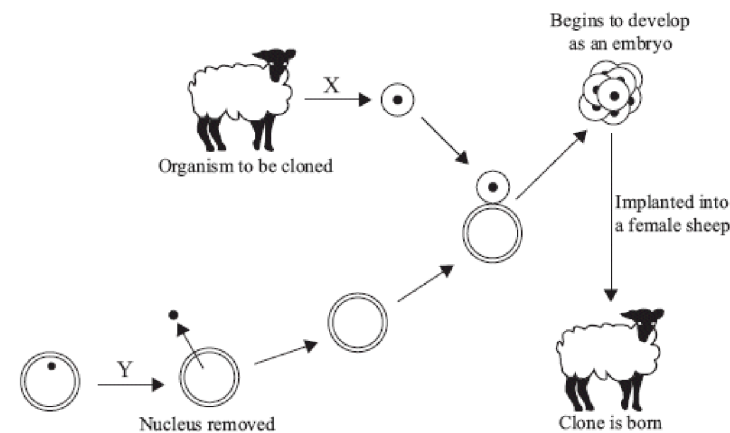 Begins to develop
as an embryo
X
Organism to be cloned
Implanted into
a female sheep
Y
Nucleus removed
Clone is born